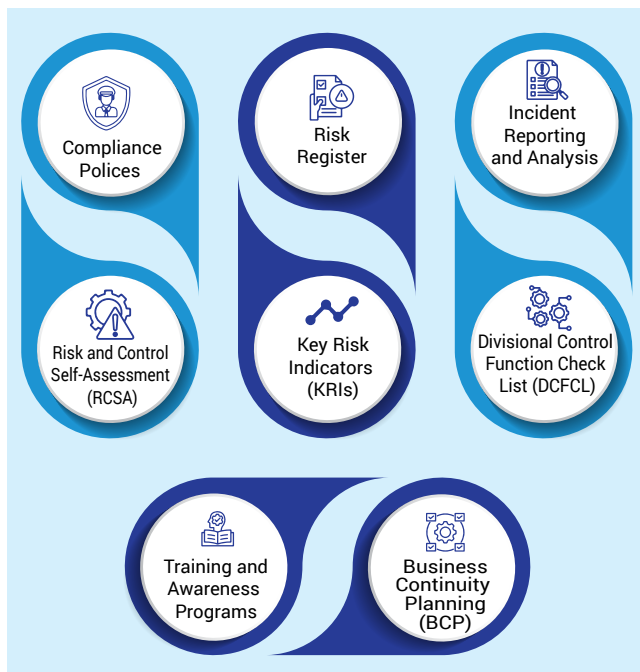 Compliance
Polices
Risk
Register
Incident
Reporting
and Analysis
Risk and Control
Self-Assessment
(RCSA)
Key Risk
Indicators
(KRIs)
Divisional Control
Function Check
List (DCFCL)
Training and
Awareness
Programs
Business
Continuity
Planning
(BCP)